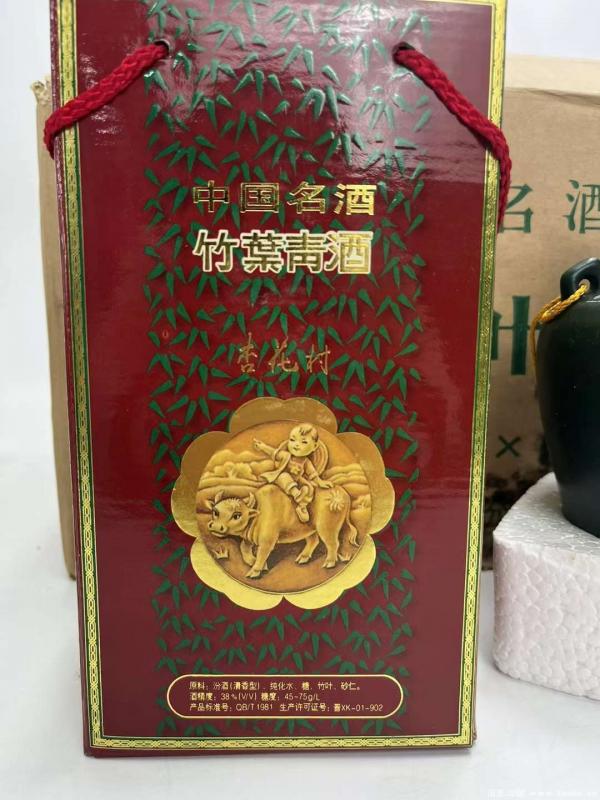 中国名酒
竹葉青酒
杏花村
原料：汾酒(清香型)、纯化水、糖、竹叶、砂仁。
酒精度：38%(V/V) 糖度：45-75g/L
产品标准号：QB/T1981 生产许可证号：晋XK-01-902
名酒
叶
×